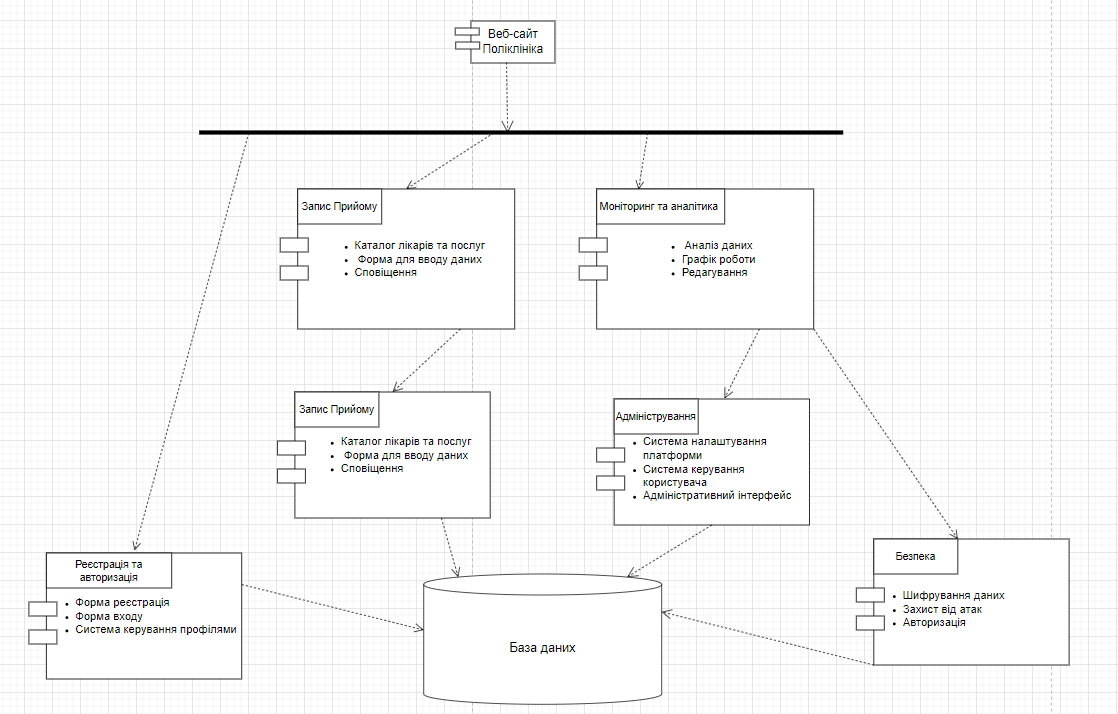 Веб-сайт
Поліклініка
Запис Прийому
Каталог лікарів та послуг
Форма для вводу даних
Сповіщення
Моніторинг та аналітика
Аналіз даних
Графік роботи
Редагування
Запис Прийому
Каталог лікарів та послуг
Форма для вводу даних
Сповіщення
Адміністрування
Система налаштування
платформи
Система керування
користувача
Адміністративний інтерфейс
Реєстрація та
авторизація
Форма реєстрація
Форма входу
Система керування профілями
База даних
Безпека
Шифрування даних
Захист від атак
Авторизація